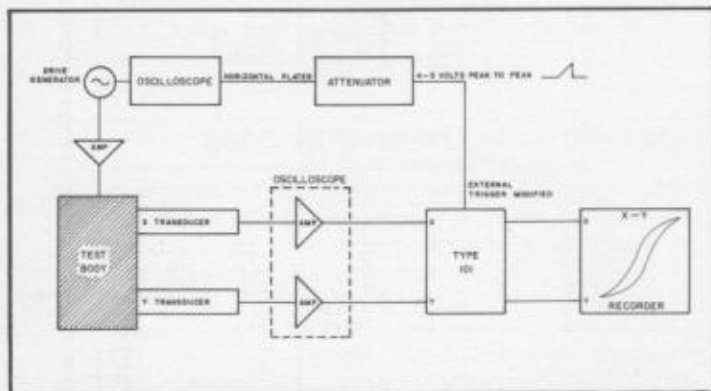 DRIVE
GENERATOR
OSCILLOSCOPE
HORIZONTAL PLATES
ATTENUATOR
4-5 VOLTS PEAK TO PEAK
AMP
OSCILLOSCOPE
EXTERNAL
TRIGGER MODIFIED
TEST
BODY
X TRANSDUCER
AMP
X
TYPE
101
X
X-Y
Y TRANSDUCER
AMP
Y
Y
RECORDER